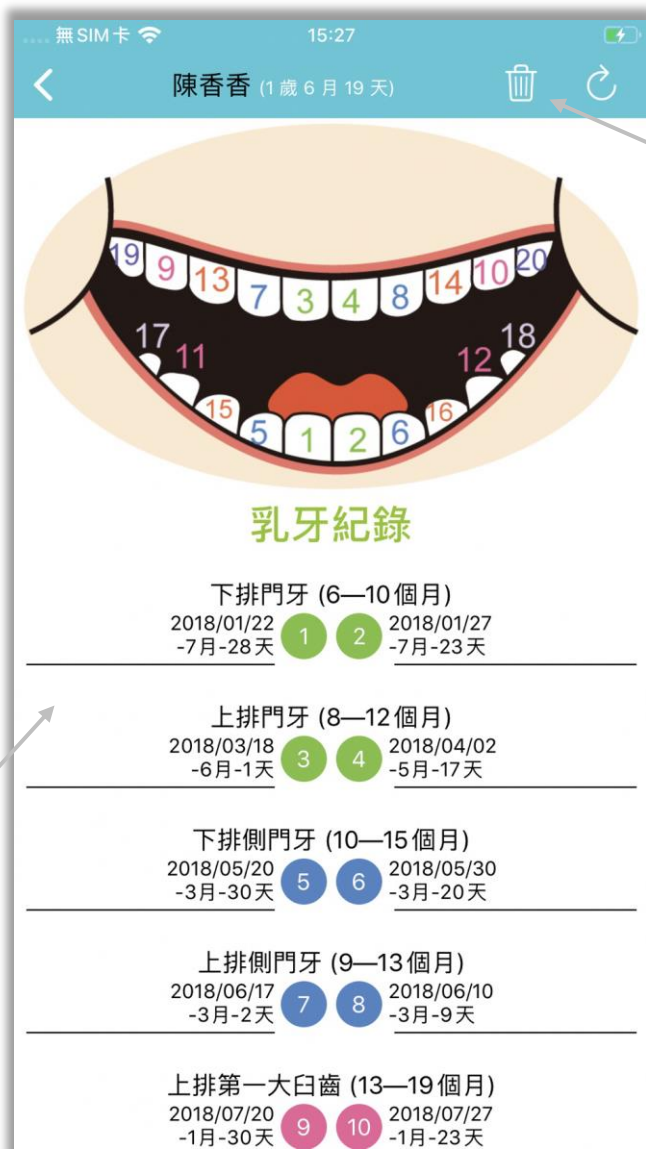 無SIM卡 15:27
陳香香 (1 歲 6 月 19 天)
19 9 13 7 3 4 8 14 10 20
17 18
11 12
15 16
5 1 2 6
乳牙紀錄
下排門牙 (6—10個月)
2018/01/22 1 2 2018/01/27
-7月-28天 -7月-23天
上排門牙 (8—12個月)
2018/03/18 3 4 2018/04/02
-6月-1天 -5月-17天
下排側門牙 (10—15個月)
2018/05/20 5 6 2018/05/30
-3月-30天 -3月-20天
上排側門牙 (9—13個月)
2018/06/17 7 8 2018/06/10
-3月-2天 -3月-9天
上排第一大臼齒 (13—19個月)
2018/07/20 9 10 2018/07/27
-1月-30天 -1月-23天